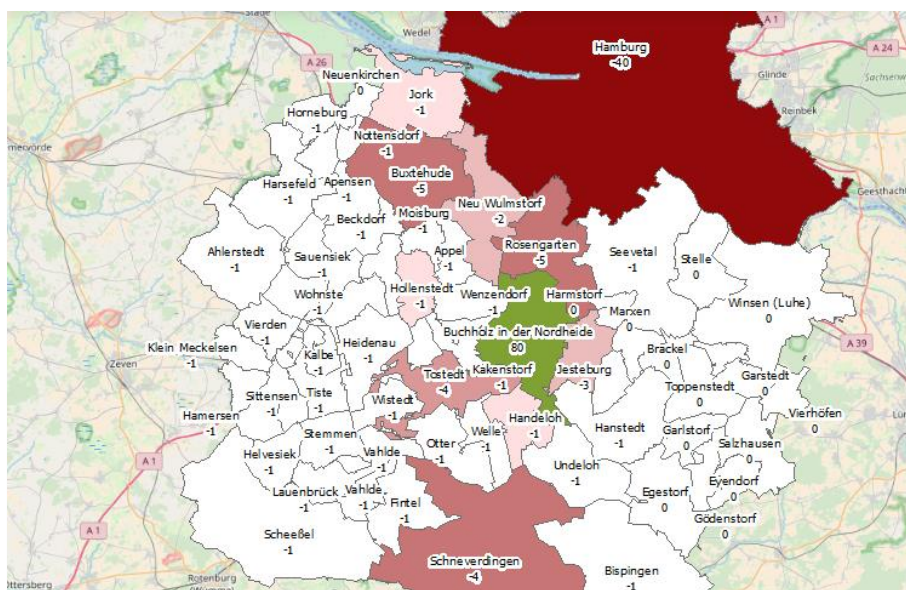 Stade
Wedel
Schenefeld
A 1
A 24
A 26
Hamburg
-40
Glinde
Sachsenw
Reinbek
Neuenkirchen
0
Jork
-1
Horneburg
-1
Nottensdorf
-1
mervörde
Buxtehude
-5
Geesthacht
Harsefeld
-1
Apensen
-1
Neu Wulmstorf
-2
Beckdorf
-1
Moisburg
-1
Ahlerstedt
-1
Sauensiek
-1
Appel
-1
Rosengarten
-5
Seevetal
-1
Stelle
0
Wohnste
-1
Hollenstedt
-1
Wenzendorf
-1
Harmstorf
0
Winsen (Luhe)
0
Vierden
-1
Marxen
0
Buchholz in der Nordheide
80
A 39
Klein Meckelsen
-1
Zeven
Kalbe
-1
Heidenau
-1
Brackel
0
Tostedt
-4
Kakenstorf
-1
Jesteburg
-3
Garstedt
0
Toppenstedt
0
Sittensen
-1
Tiste
-1
Wistedt
-1
Hamersen
-1
Vierhöfen
0
Lün
Handeloh
-1
Hanstedt
-1
Garlstorf
0
Stemmen
-1
Otter
-1
Welle
-1
Salzhausen
0
A 1
Helvesiek
-1
Vahlde
-1
Undeloh
-1
Eyendorf
0
Lauenbrück
-1
Vahlde
-1
Fintel
-1
Egestorf
0
Gödenstorf
0
A 1
Scheeßel
-1
Schneverdingen
-4
Bispingen
-1
Ottersberg
Rotenburg
(Wümme)